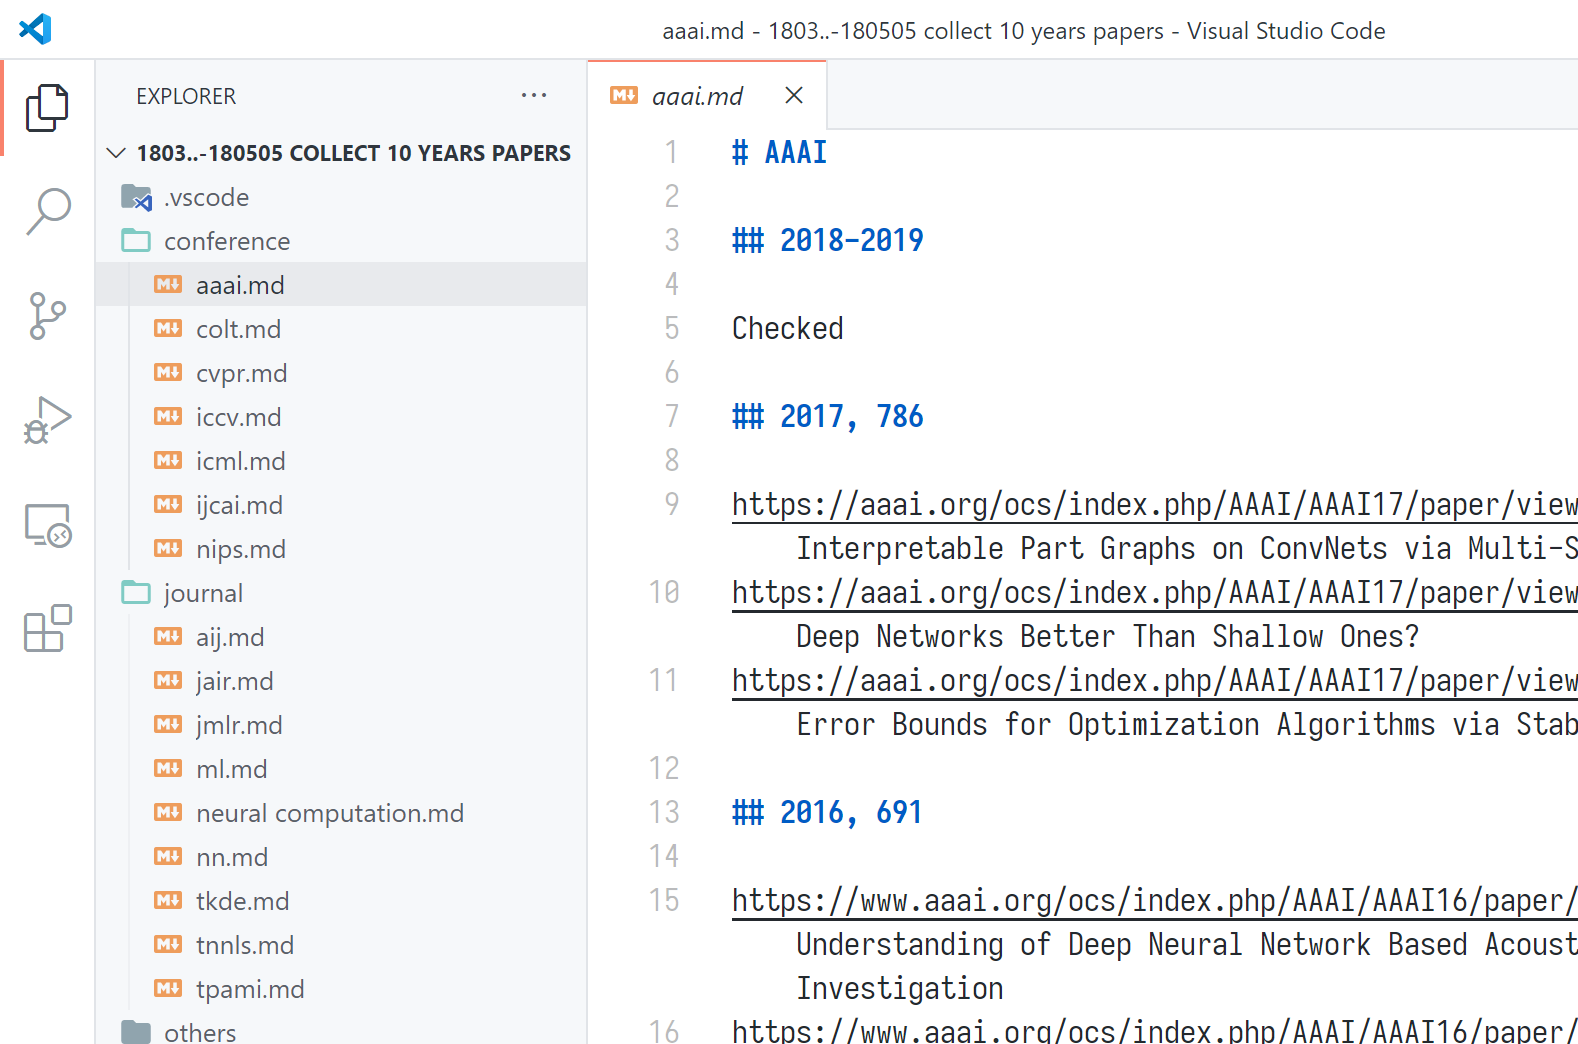 aaai.md - 1803..-180505 collect 10 years papers - Visual Studio Code
EXPLORER
1803..-180505 COLLECT 10 YEARS PAPERS
.vscode
conference
aaai.md
colt.md
cvpr.md
iccv.md
icml.md
ijcai.md
nips.md
journal
aij.md
jair.md
jmlr.md
ml.md
neural computation.md
nn.md
tkde.md
tnnls.md
tpami.md
others
aaai.md
1 # AAAI
2
3 ## 2018-2019
4
5 Checked
6
7 ## 2017, 786
8
9 https://aaai.org/ocs/index.php/AAAI/AAAI17/paper/view
Interpretable Part Graphs on ConvNets via Multi-S
10 https://aaai.org/ocs/index.php/AAAI/AAAI17/paper/view
Deep Networks Better Than Shallow Ones?
11 https://aaai.org/ocs/index.php/AAAI/AAAI17/paper/view
Error Bounds for Optimization Algorithms via Stab
12
13 ## 2016, 691
14
15 https://www.aaai.org/ocs/index.php/AAAI/AAAI16/paper/
Understanding of Deep Neural Network Based Acoust
Investigation
16 https://www.aaai.org/ocs/index.php/AAAI/AAAI16/paper/